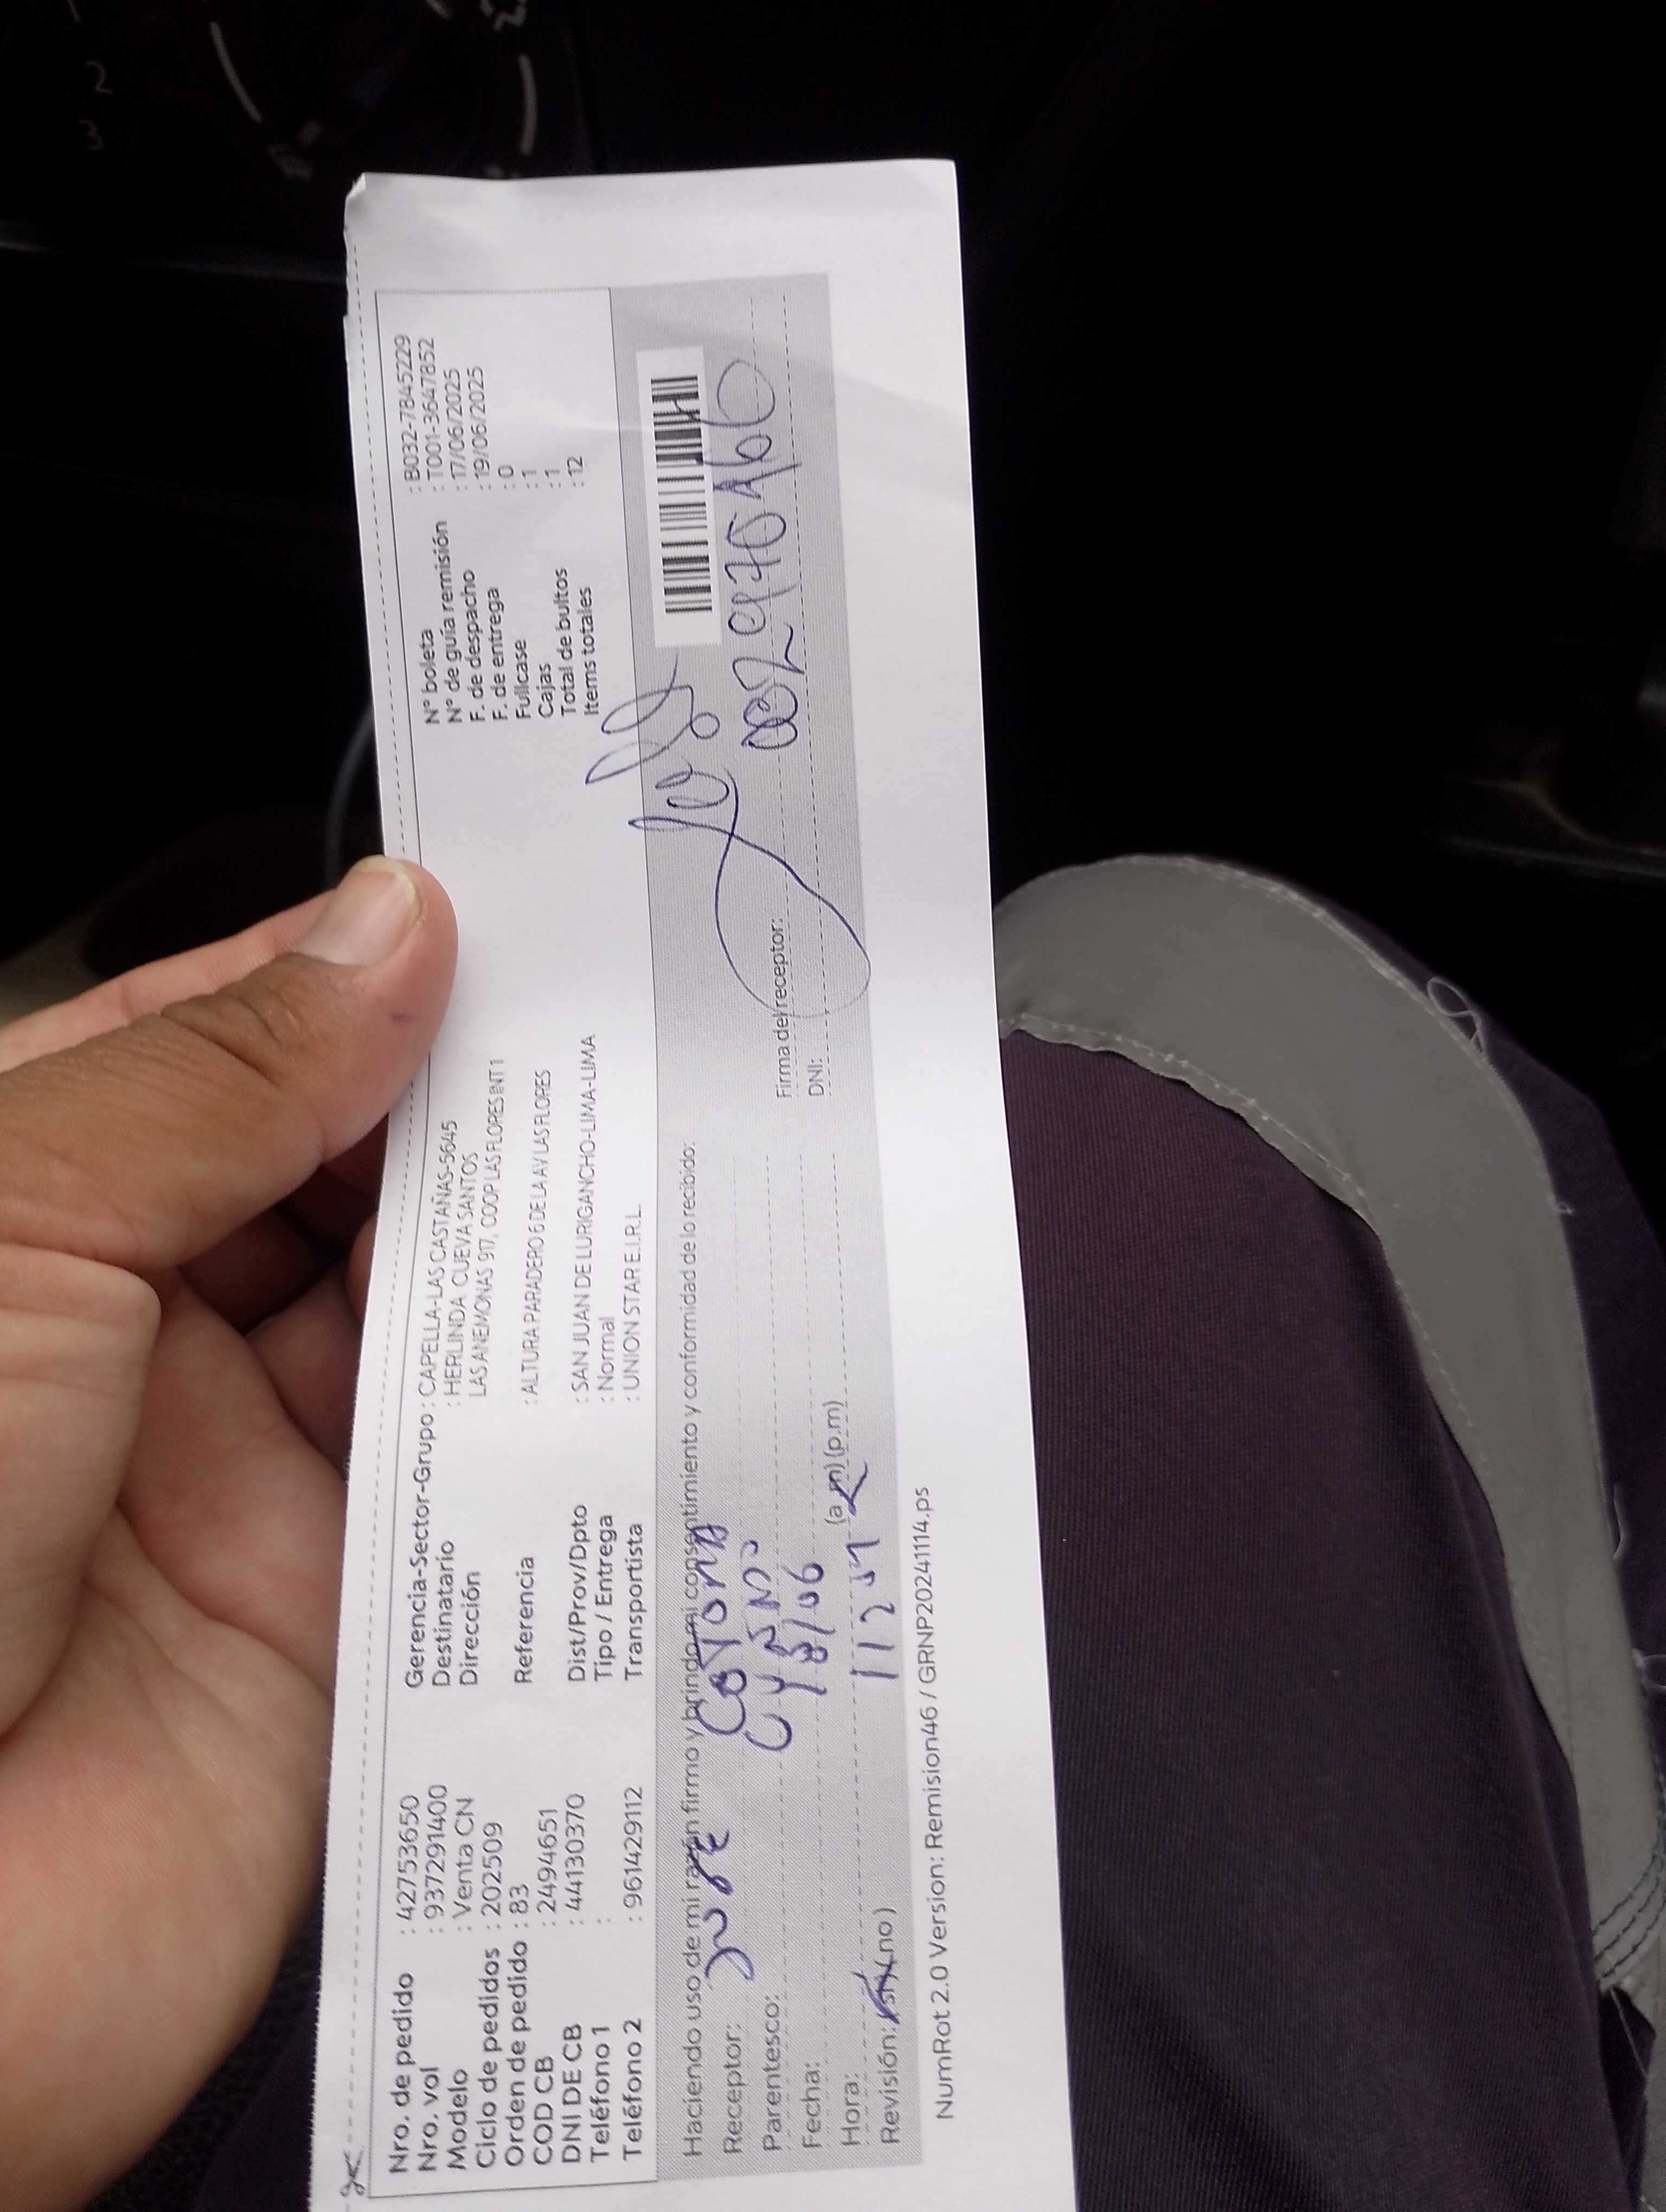 Nro. de pedido : 42753650
Nro. vol : 937291400
Modelo : Venta CN
Ciclo de pedidos : 202509
Orden de pedido : 83
COD CB : 2494651
DNI DE CB : 44130370
Teléfono 1 :
Teléfono 2 : 961429112
Gerencia-Sector-Grupo : CAPELLA-LAS CASTAÑAS-5645
Destinatario : HERLINDA CUEVA SANTOS
Dirección LAS ANEMONAS 917, COOP LAS FLORES INT 1
Referencia : ALTURA PARADERO 6 DE LA AV LAS FLORES
Dist/Prov/Dpto : SAN JUAN DE LURIGANCHO-LIMA-LIMA
Tipo / Entrega : Normal
Transportista : UNION STAR E.I.R.L.
N° boleta : B032-7845229
N° de guía remisión : T001-3647852
F. de despacho : 17/06/2025
F. de entrega : 19/06/2025
Fullcase : 0
Cajas : 1
Total de bultos : 1
Items totales : 12
Haciendo uso de mi razón firmo y brindo mi consentimiento y conformidad de lo recibido:
Receptor: JOSE
Parentesco:
Fecha: 18/06
Hora: (a.m) (p.m)
Revisión: (si) (no)
Firma del receptor:
DNI:
NumRot 2.0 Version: Remision46 / GRNP20241114.ps